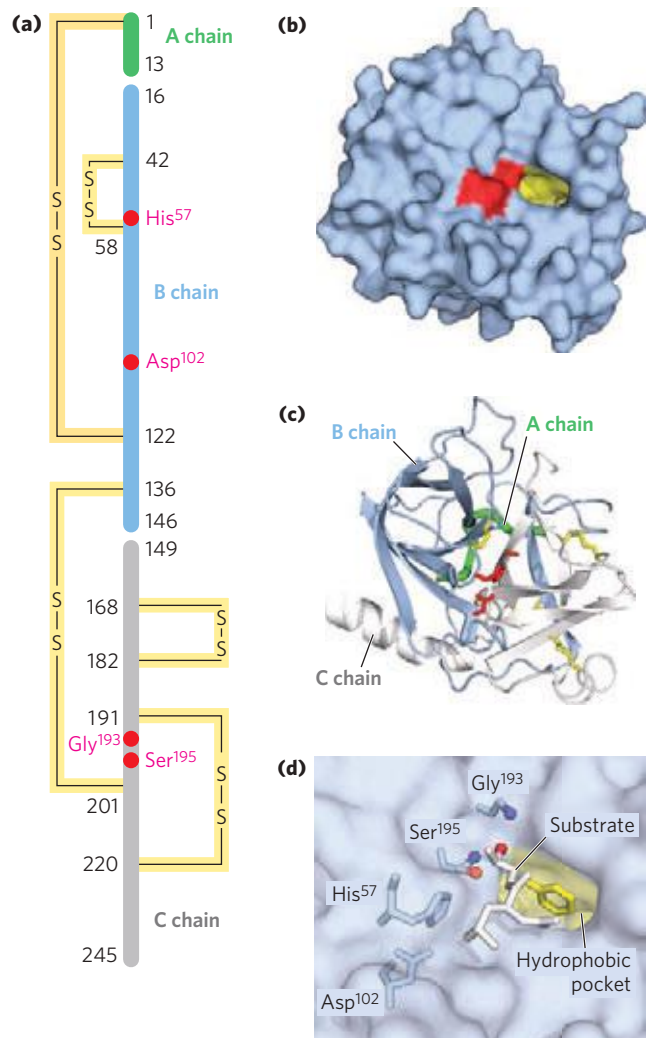 (a)
1
A chain
13
16
42
S
S
His57
58
S
S
B chain
Asp102
122
136
146
149
168
S
S
S
S
182
191
Gly193
Ser195
S
S
201
220
C chain
245
(b)
(c)
B chain
A chain
C chain
(d)
Gly193
Ser195
Substrate
His57
Hydrophobic
pocket
Asp102